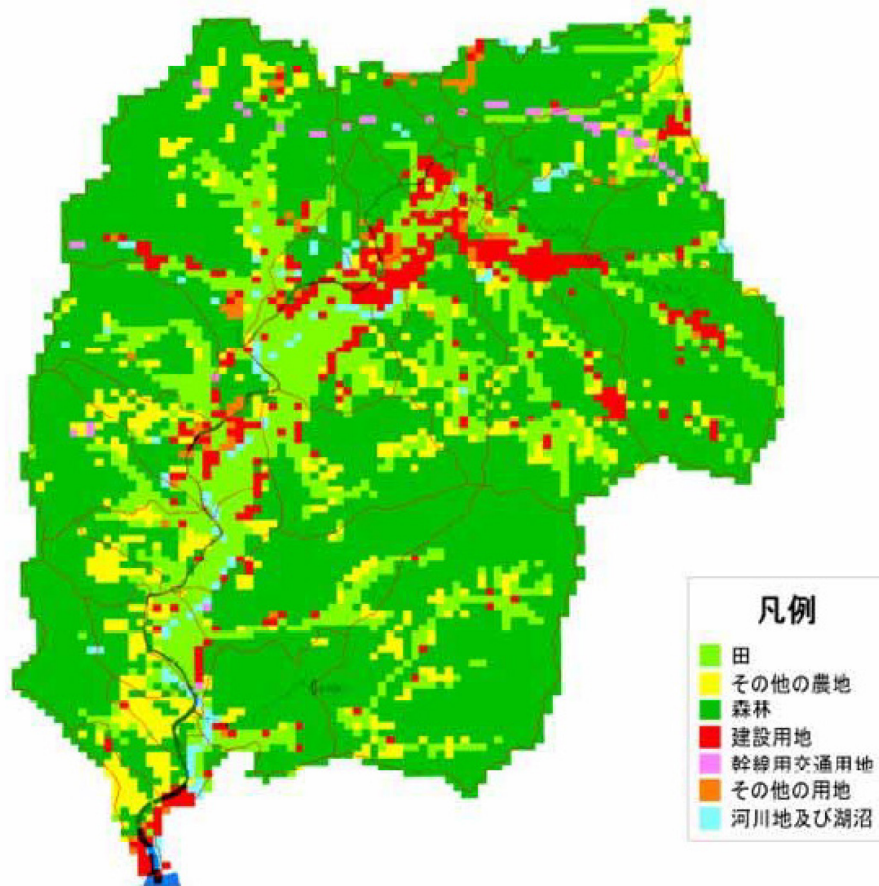 凡例
田
その他の農地
森林
建設用地
幹線用交通用地
その他の用地
河川地及び湖沼